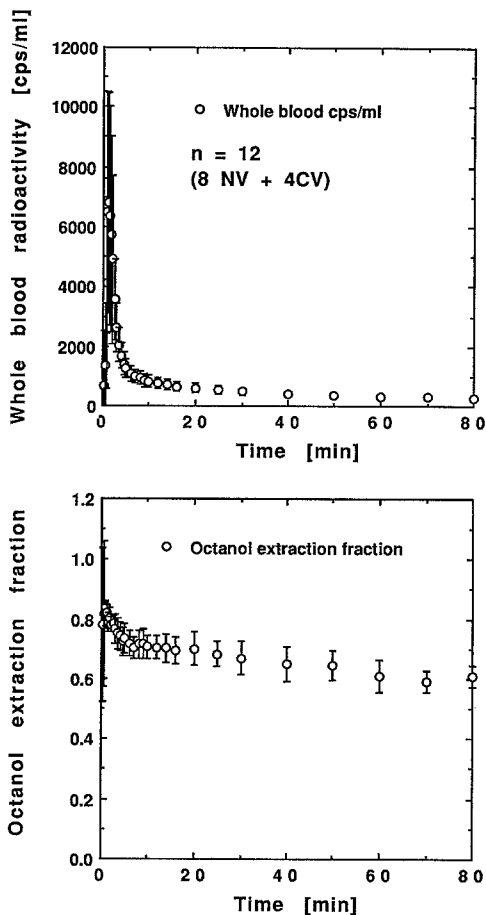 Whole blood radioactivity [cps/ml]
12000
10000
8000
6000
4000
2000
0
Whole blood cps/ml
n = 12
(8 NV + 4CV)
0 20 40 60 80
Time [min]
Octanol extraction fraction
1.2
1.0
0.8
0.6
0.4
0.2
0.0
Octanol extraction fraction
0 20 40 60 80
Time [min]